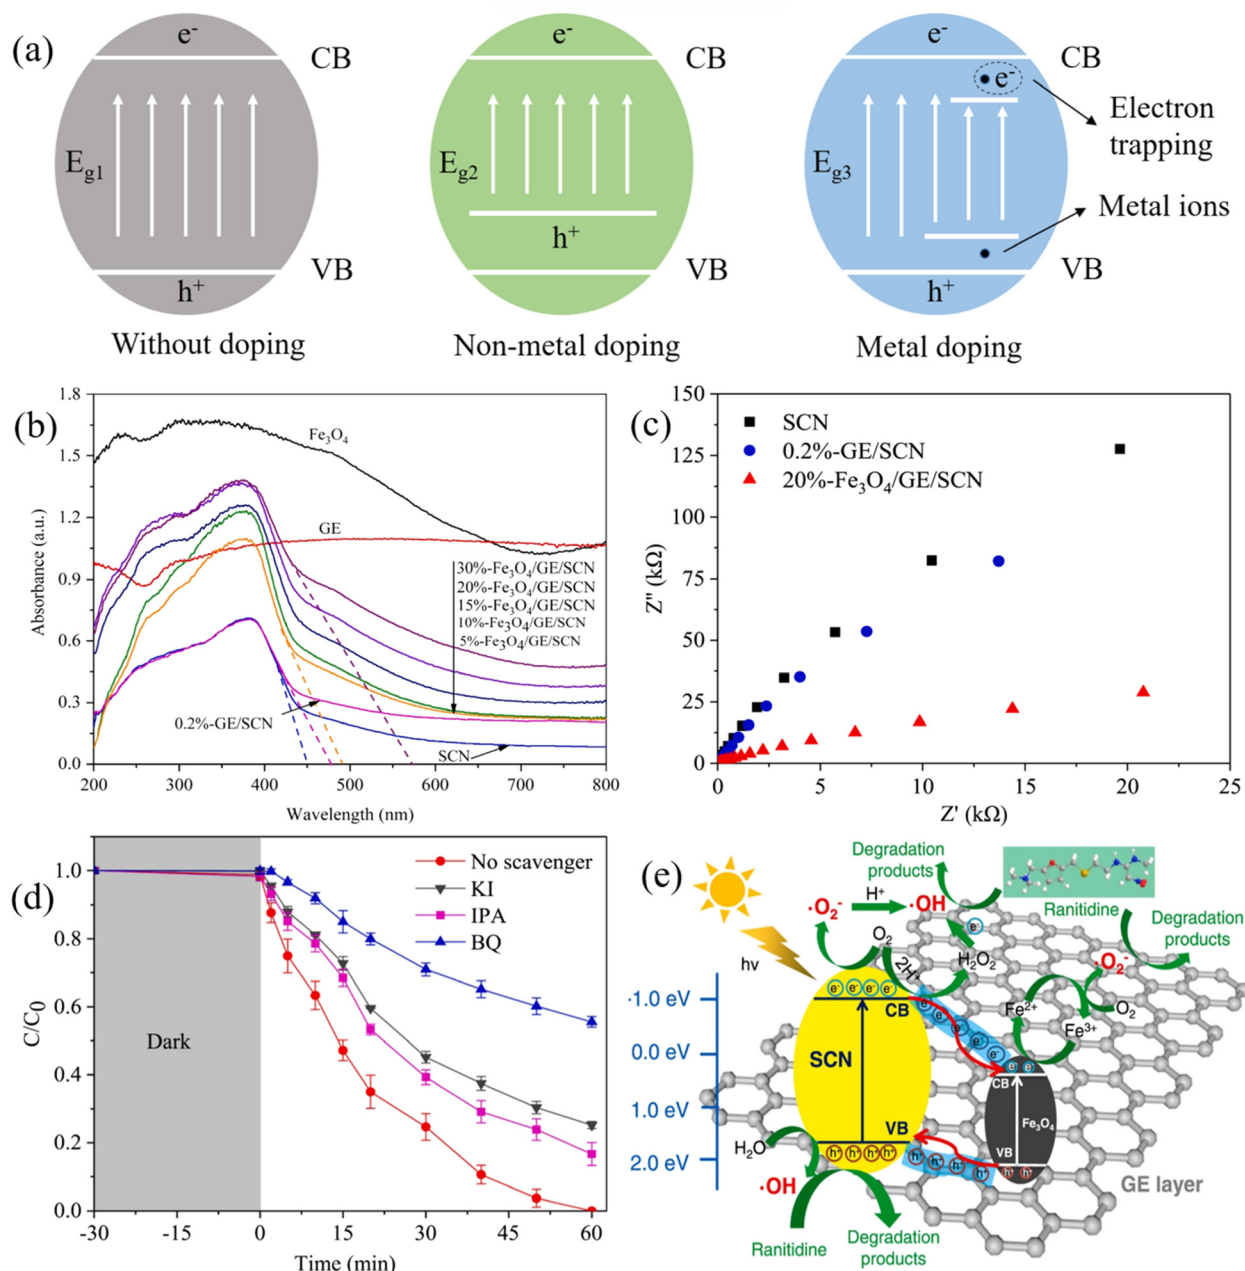 (a)
e⁻
CB
E_g1
h⁺
VB
Without doping
e⁻
CB
E_g2
h⁺
VB
Non-metal doping
e⁻
CB
e⁻
Electron
trapping
E_g3
Metal ions
h⁺
VB
Metal doping
(b)
1.8
1.5
1.2
0.9
0.6
0.3
0.0
Absorbance (a.u.)
Fe₃O₄
GE
30%-Fe₃O₄/GE/SCN
20%-Fe₃O₄/GE/SCN
15%-Fe₃O₄/GE/SCN
10%-Fe₃O₄/GE/SCN
5%-Fe₃O₄/GE/SCN
0.2%-GE/SCN
SCN
200 300 400 500 600 700 800
Wavelength (nm)
(c)
150
125
100
75
50
25
0
Z'' (kΩ)
SCN
0.2%-GE/SCN
20%-Fe₃O₄/GE/SCN
0 5 10 15 20 25
Z' (kΩ)
(d)
1.0
0.8
0.6
0.4
0.2
0.0
C/C₀
Dark
No scavenger
KI
IPA
BQ
-30 -15 0 15 30 45 60
Time (min)
(e)
Degradation
products
·O₂⁻
H⁺
·OH
Ranitidine
Degradation
products
hv
O₂
2H⁺
H₂O₂
e⁻
·O₂⁻
-1.0 eV
e⁻ e⁻ e⁻ e⁻
CB
e⁻ e⁻ e⁻ e⁻ e⁻ e⁻
Fe²⁺
O₂
Fe³⁺
0.0 eV
SCN
e⁻ e⁻
CB
1.0 eV
Fe₃O₄
VB
VB
H₂O
h⁺ h⁺ h⁺ h⁺
h⁺ h⁺ h⁺ h⁺
h⁺ h⁺
2.0 eV
·OH
GE layer
Ranitidine
Degradation
products